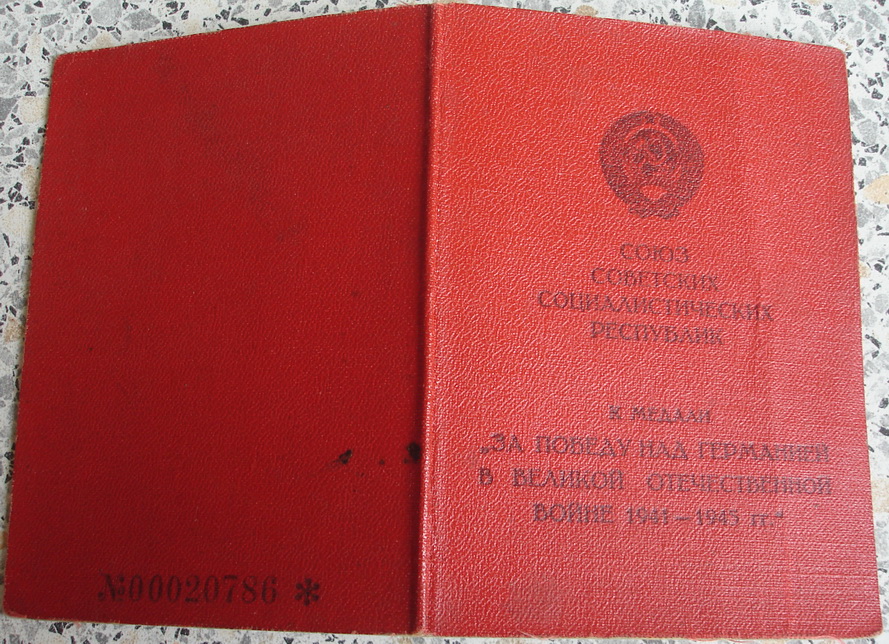 СОЮЗ
СОВЕТСКИХ
СОЦИАЛИСТИЧЕСКИХ
РЕСПУБЛИК
К МЕДАЛИ
„ЗА ПОБЕДУ НАД ГЕРМАНИЕЙ
В ВЕЛИКОЙ ОТЕЧЕСТВЕННОЙ
ВОЙНЕ 1941—1945 гг.“
№00020786 *